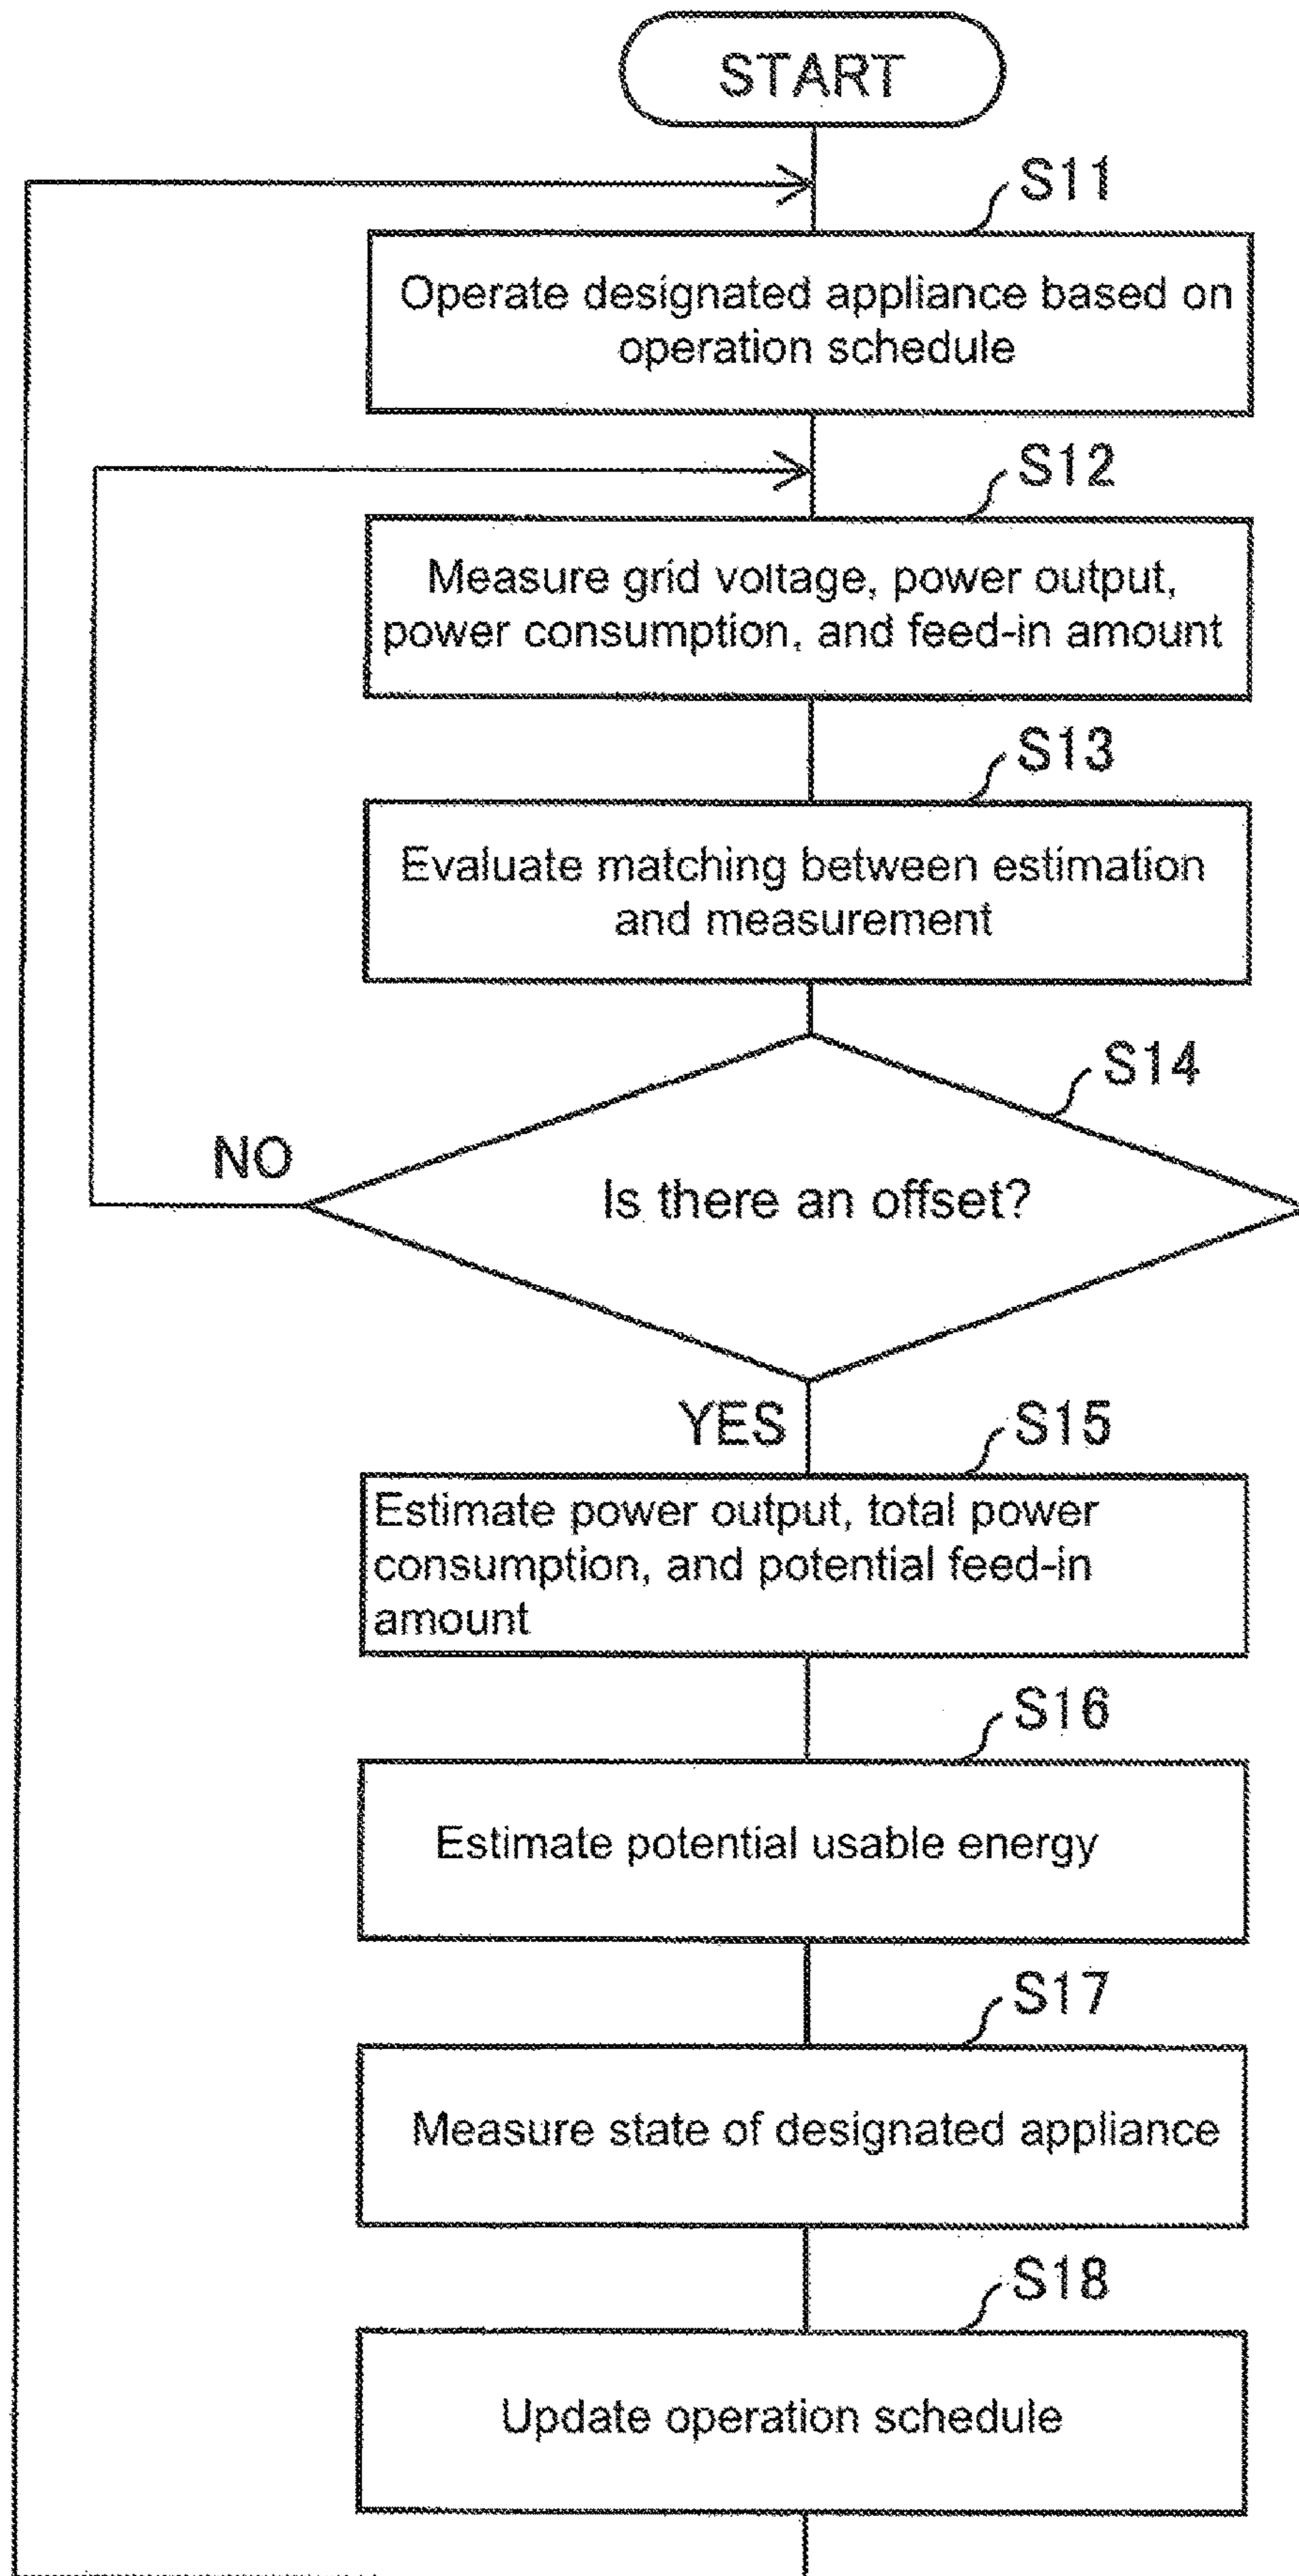 START
S11
Operate designated appliance based on
operation schedule
S12
Measure grid voltage, power output,
power consumption, and feed-in amount
S13
Evaluate matching between estimation
and measurement
S14
NO
Is there an offset?
YES
S15
Estimate power output, total power
consumption, and potential feed-in
amount
S16
Estimate potential usable energy
S17
Measure state of designated appliance
S18
Update operation schedule